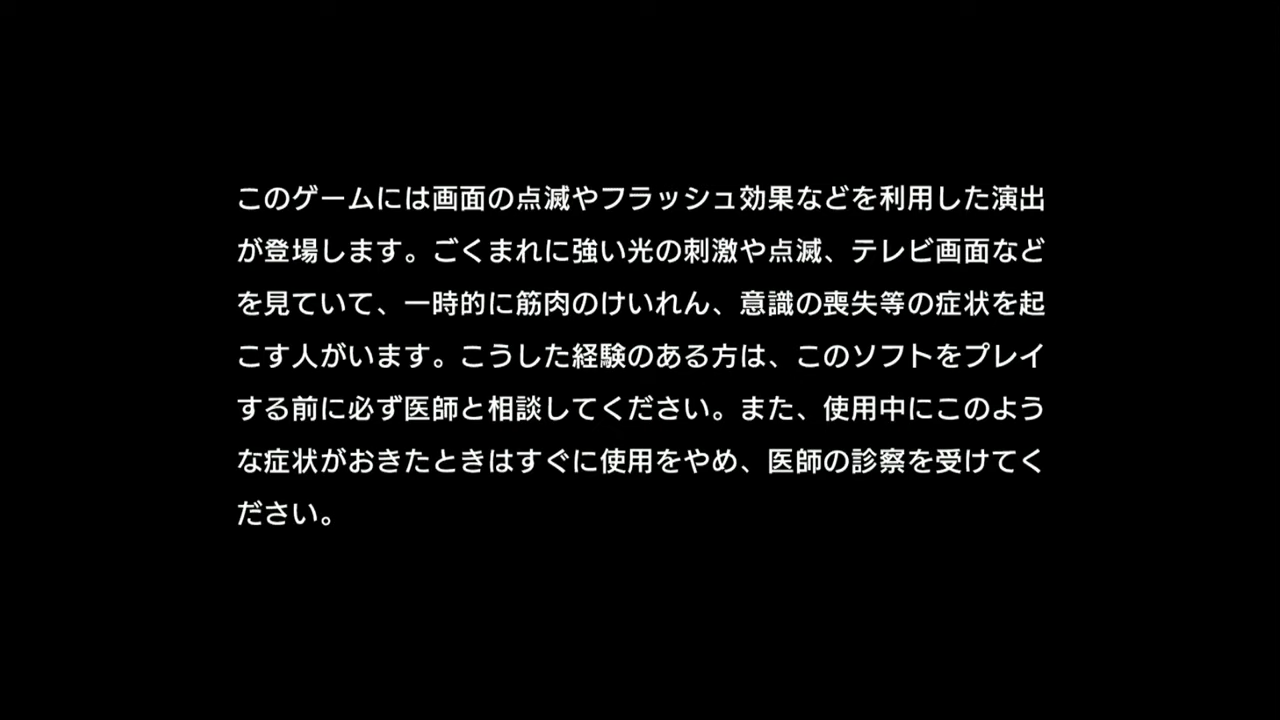 このゲームには画面の点滅やフラッシュ効果などを利用した演出
が登場します。ごくまれに強い光の刺激や点滅、テレビ画面など
を見ていて、一時的に筋肉のけいれん、意識の喪失等の症状を起
こす人がいます。こうした経験のある方は、このソフトをプレイ
する前に必ず医師と相談してください。また、使用中にこのよう
な症状がおきたときはすぐに使用をやめ、医師の診察を受けてく
ださい。